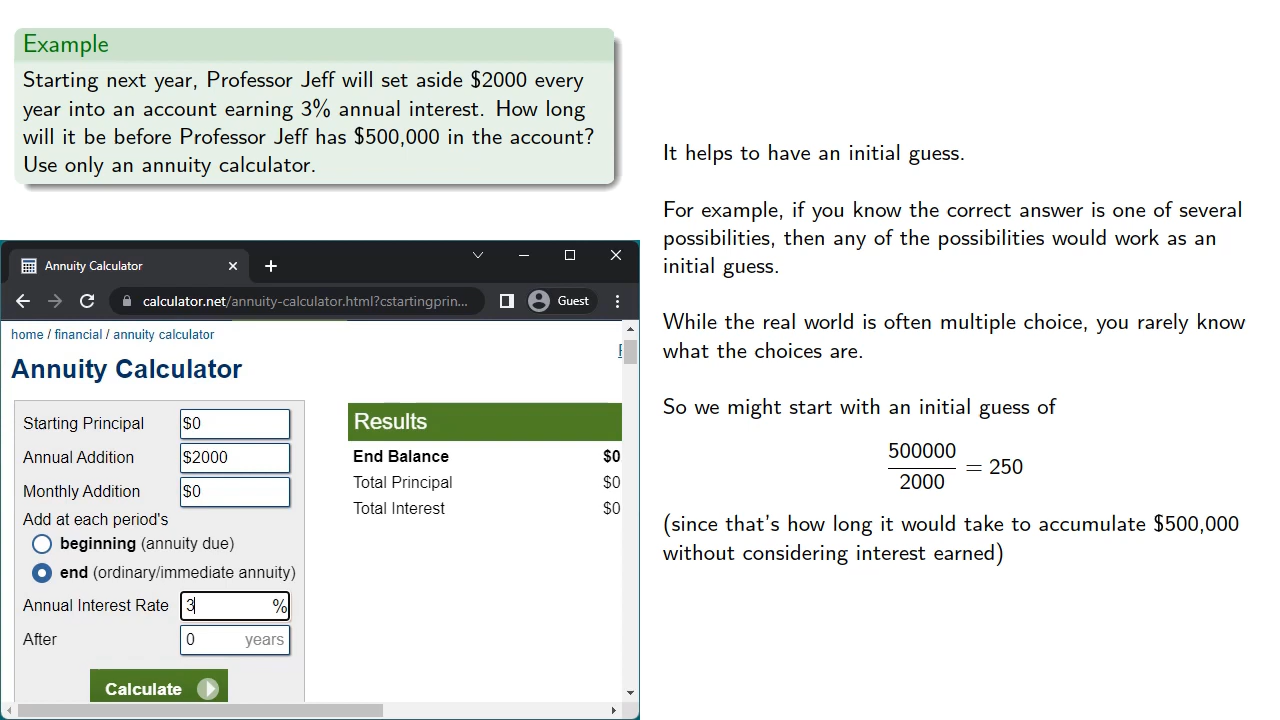 Example
Starting next year, Professor Jeff will set aside $2000 every
year into an account earning 3% annual interest. How long
will it be before Professor Jeff has $500,000 in the account?
Use only an annuity calculator.
Annuity Calculator
calculator.net/annuity-calculator.html?cstartingprin...
Guest
home / financial / annuity calculator
Annuity Calculator
Starting Principal $0
Annual Addition $2000
Monthly Addition $0
Add at each period's
beginning (annuity due)
end (ordinary/immediate annuity)
Annual Interest Rate 3 %
After 0 years
Calculate
Results
End Balance $0
Total Principal $0
Total Interest $0
It helps to have an initial guess.
For example, if you know the correct answer is one of several
possibilities, then any of the possibilities would work as an
initial guess.
While the real world is often multiple choice, you rarely know
what the choices are.
So we might start with an initial guess of
500000
2000
= 250
(since that's how long it would take to accumulate $500,000
without considering interest earned)